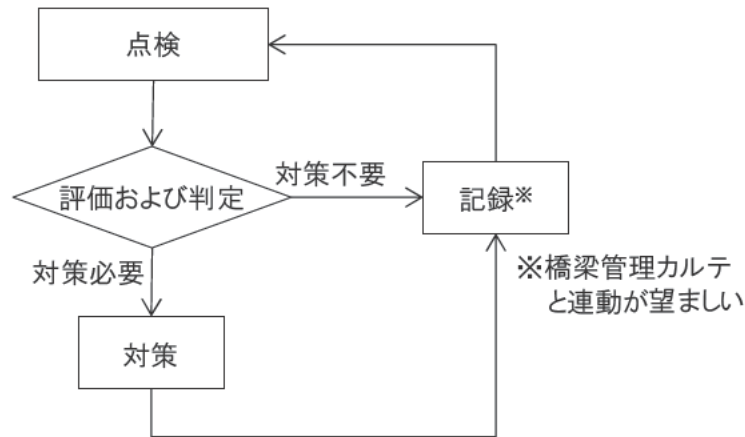 点検
評価および判定
対策不要
記録※
対策必要
※橋梁管理カルテ
と連動が望ましい
対策